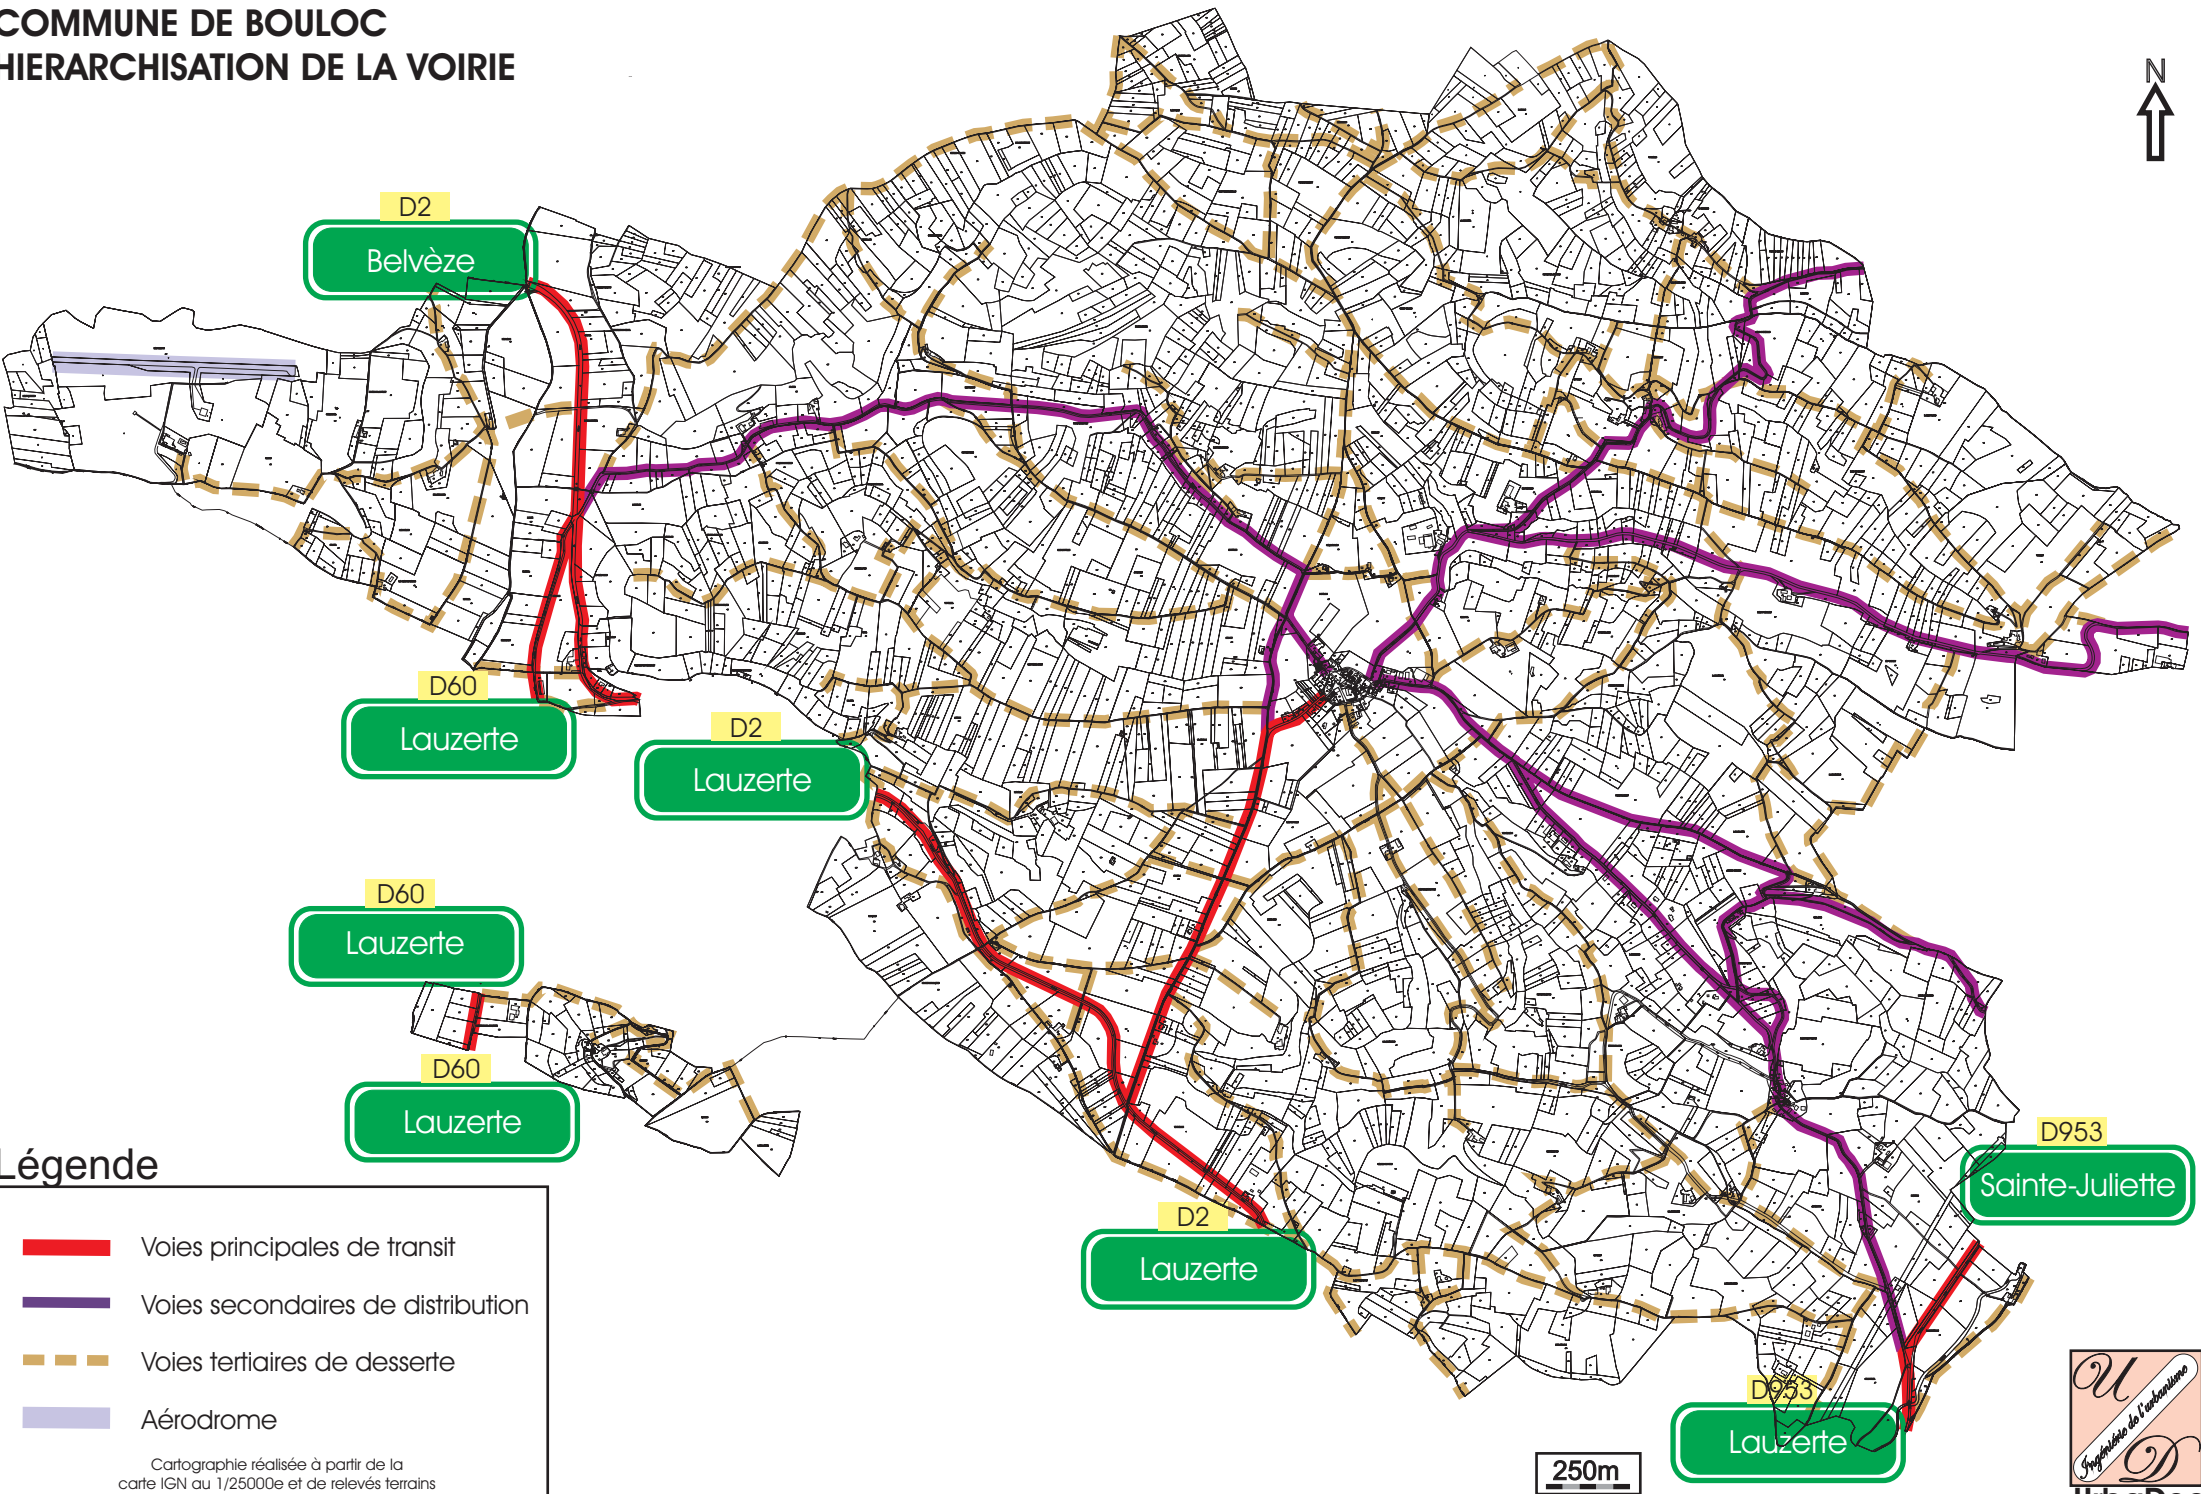 COMMUNE DE BOULOC
HIERARCHISATION DE LA VOIRIE
N
D2
Belvèze
D60
Lauzerte
D2
Lauzerte
D60
Lauzerte
D60
Lauzerte
D2
Lauzerte
D953
Sainte-Juliette
D953
Lauzerte
Légende
Voies principales de transit
Voies secondaires de distribution
Voies tertiaires de desserte
Aérodrome
Cartographie réalisée à partir de la
carte IGN au 1/25000e et de relevés terrains
250m
U
Ingénierie de l'urbanisme
D